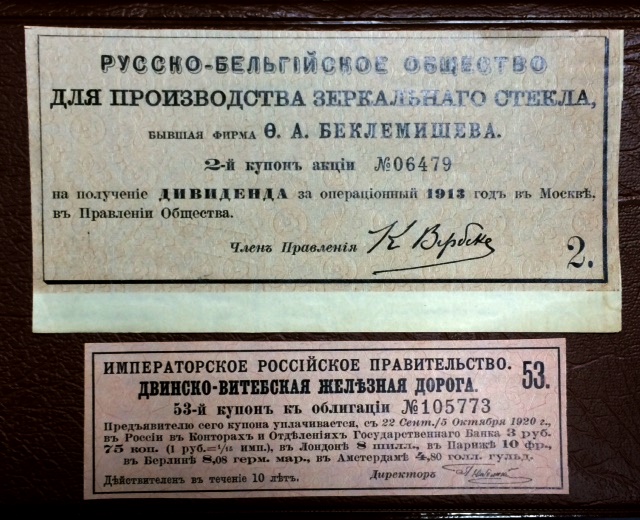 РУССКО-БЕЛЬГІЙСКОЕ ОБЩЕСТВО
ДЛЯ ПРОИЗВОДСТВА ЗЕРКАЛЬНАГО СТЕКЛА,
БЫВШАЯ ФИРМА Ѳ. А. БЕКЛЕМИШЕВА.
2-й купонъ акціи №06479
на полученіе ДИВИДЕНДА за операціонный 1913 годъ въ Москвѣ,
въ Правленіи Общества.
Членъ Правленія
2.
ИМПЕРАТОРСКОЕ РОССІЙСКОЕ ПРАВИТЕЛЬСТВО.
53.
ДВИНСКО-ВИТЕБСКАЯ ЖЕЛѢЗНАЯ ДОРОГА.
53-й купонъ къ облигаціи №105773
Предъявителю сего купона уплачивается, съ 22 Сент./5 Октября 1920 г.,
въ Россіи въ Конторахъ и Отдѣленіяхъ Государственнаго Банка 3 руб.
75 коп. (1 руб.=1/15 имп.), въ Лондонѣ 8 шилл., въ Парижѣ 10 фр.,
въ Берлинѣ 8,08 герм. мар., въ Амстердамѣ 4,80 голл. гульд.
Дѣйствителен въ теченіе 10 лѣтъ.
Директоръ